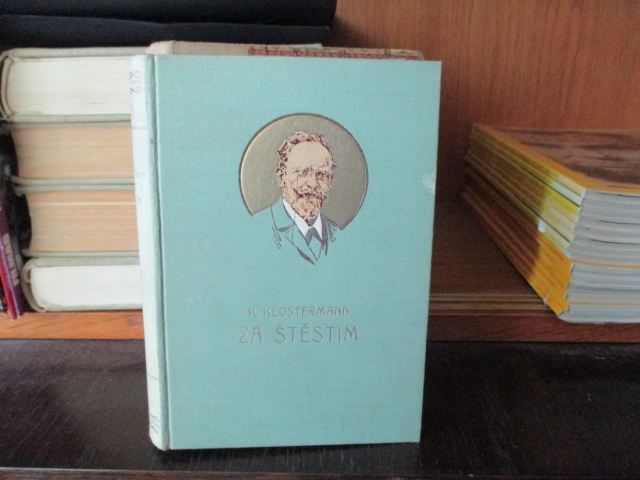 K. KLOSTERMANN
ZA ŠTĚSTÍM